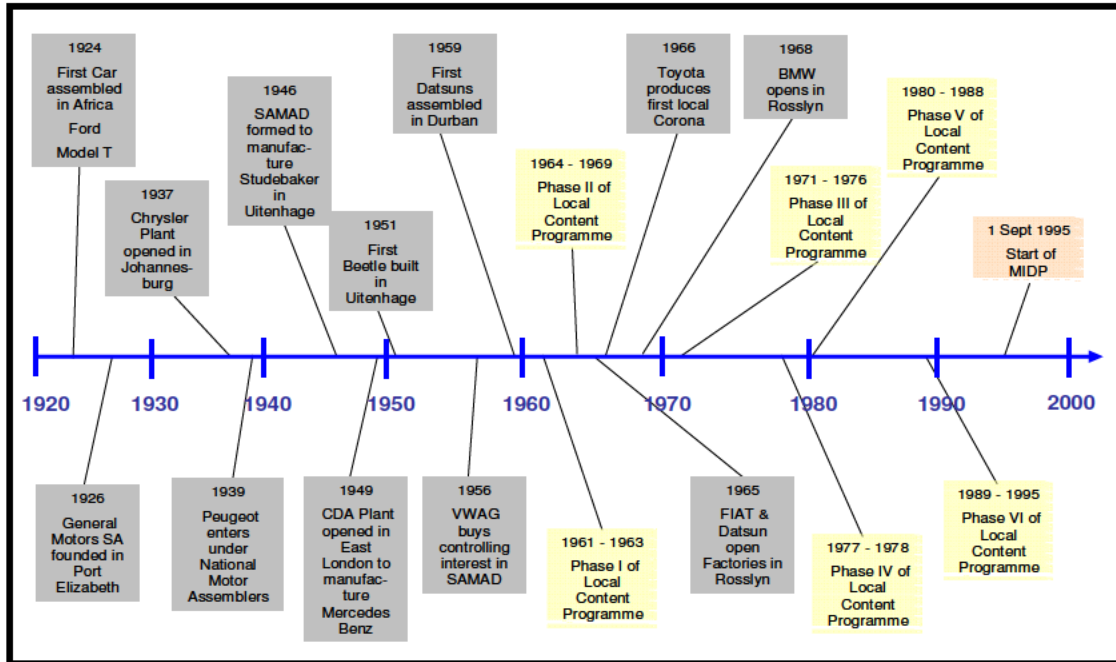 1924
First Car
assembled
in Africa
Ford
Model T
1937
Chrysler
Plant
opened in
Johannes-
burg
1946
SAMAD
formed to
manufac-
ture
Studebaker
in
Uitenhage
1951
First
Beetle built
in
Uitenhage
1959
First
Datsuns
assembled
in Durban
1964 - 1969
Phase II of
Local
Content
Programme
1966
Toyota
produces
first local
Corona
1968
BMW
opens in
Rosslyn
1971 - 1976
Phase III of
Local
Content
Programme
1980 - 1988
Phase V of
Local
Content
Programme
1 Sept 1995
Start of
MIDP
1920 1930 1940 1950 1960 1970 1980 1990 2000
1926
General
Motors SA
founded in
Port
Elizabeth
1939
Peugeot
enters
under
National
Motor
Assemblers
1949
CDA Plant
opened in
East
London to
manufac-
ture
Mercedes
Benz
1956
VWAG
buys
controlling
interest in
SAMAD
1961 - 1963
Phase I of
Local
Content
Programme
1965
FIAT &
Datsun
open
Factories in
Rosslyn
1977 - 1978
Phase IV of
Local
Content
Programme
1989 - 1995
Phase VI of
Local
Content
Programme